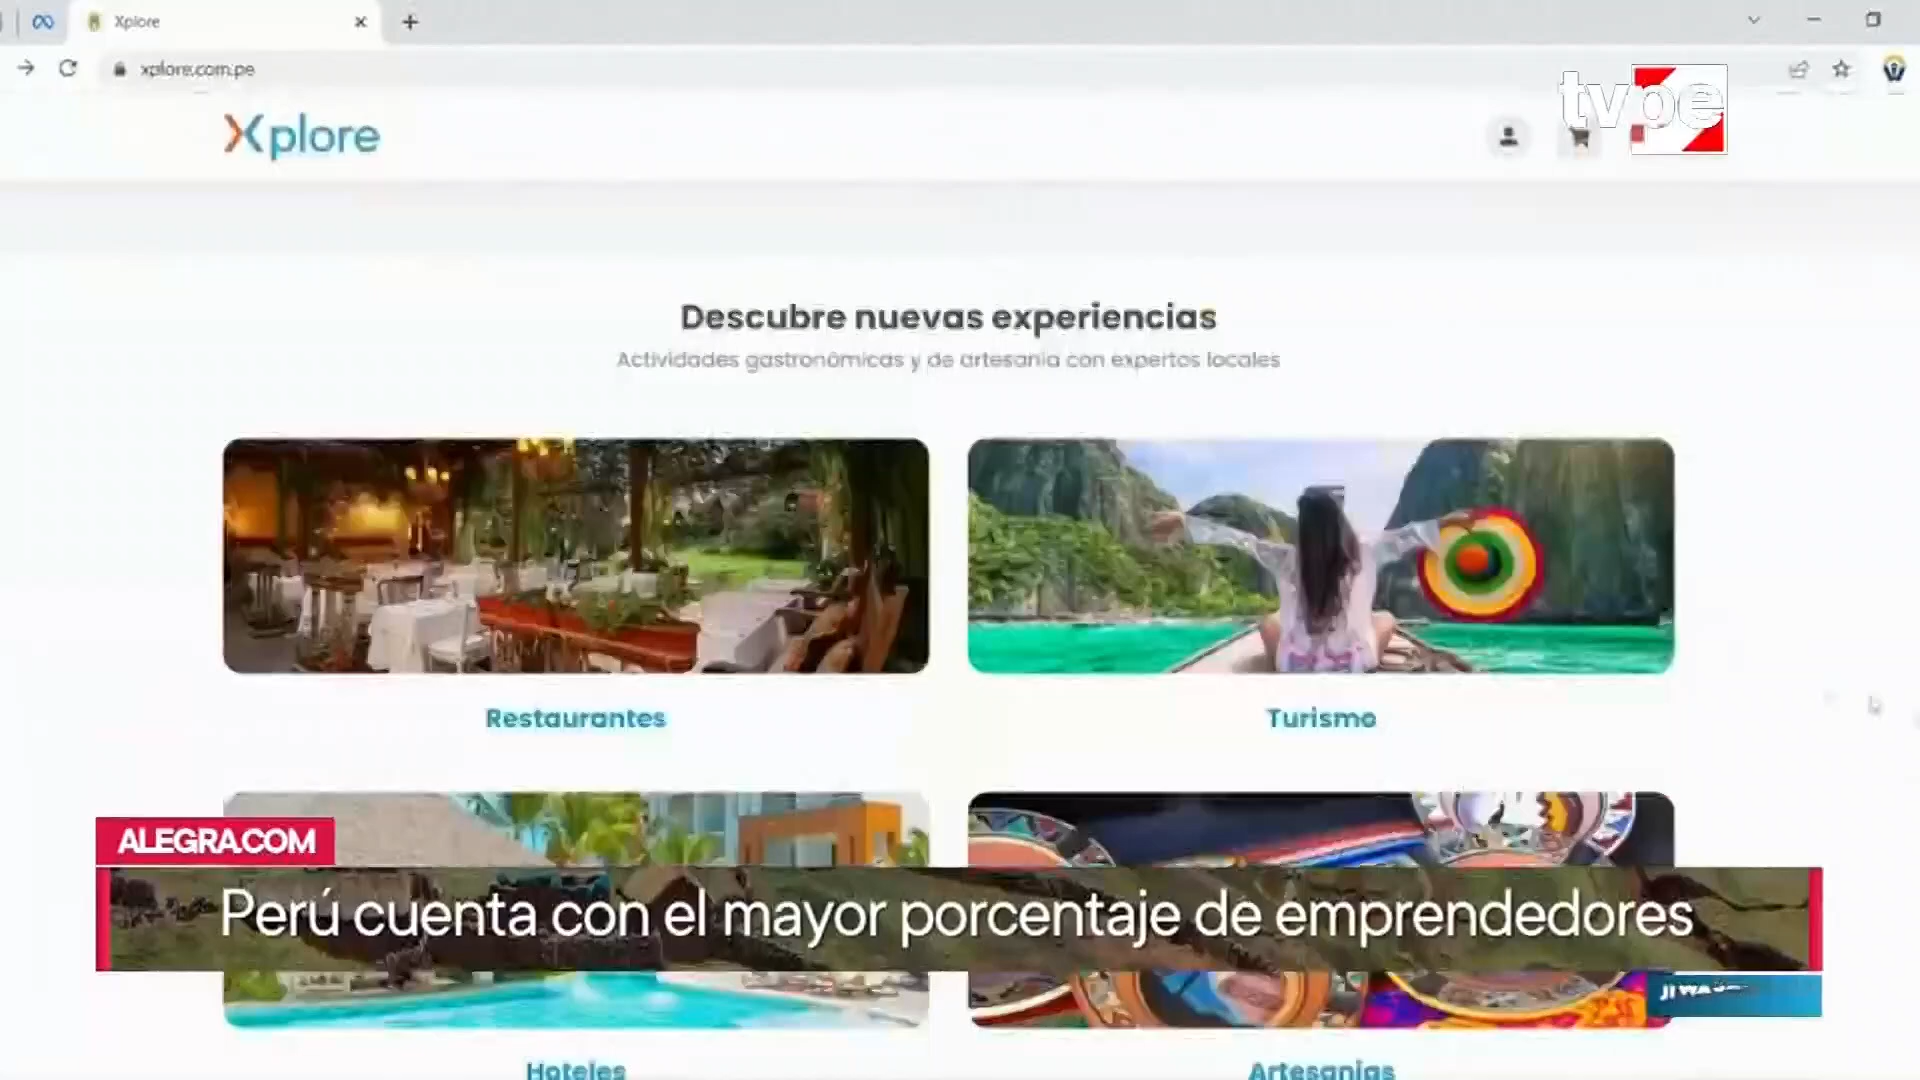 Xplore
xplore.com.pe
tvpe
Xplore
Descubre nuevas experiencias
Actividades gastronómicas y de artesanía con expertos locales
Restaurantes
Turismo
ALEGRA.COM
Perú cuenta con el mayor porcentaje de emprendedores
Hoteles
Artesanias